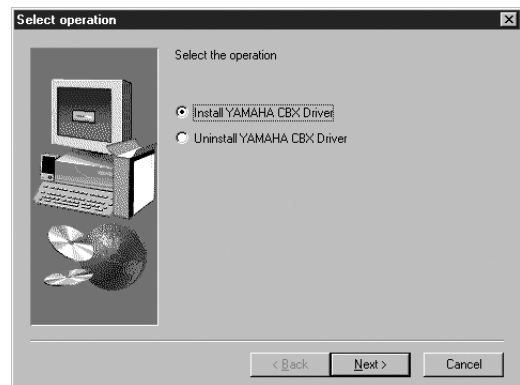 Select operation
Select the operation
Install YAMAHA CBX Driver
Uninstall YAMAHA CBX Driver
< Back
Next >
Cancel